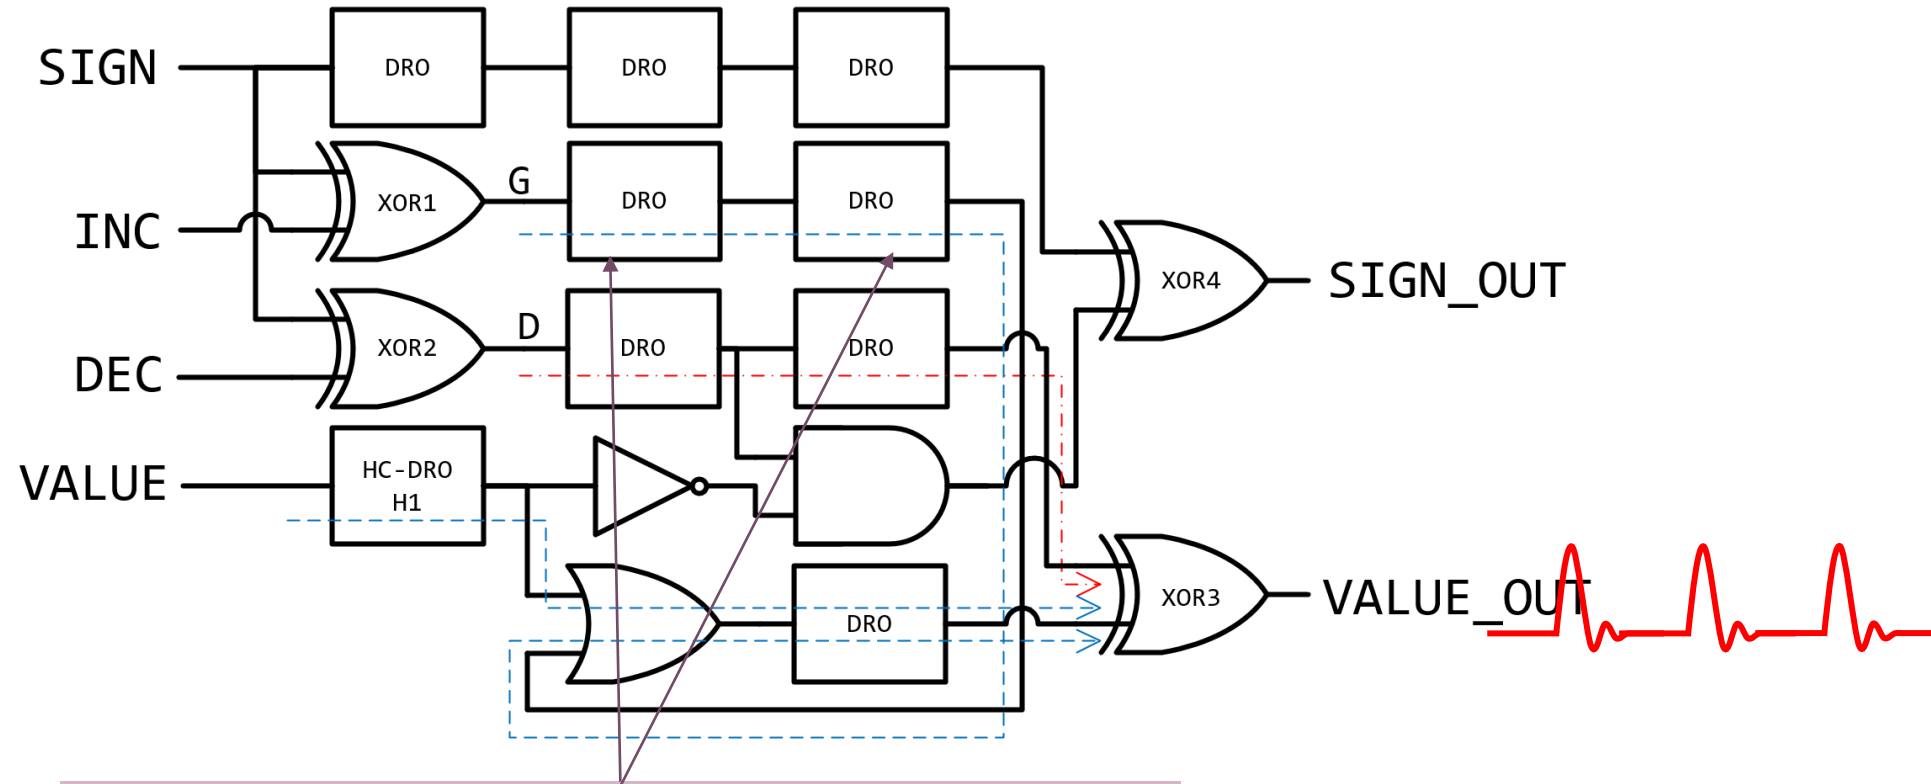 SIGN
DRO
DRO
DRO
INC
XOR1
G
DRO
DRO
XOR4
SIGN_OUT
DEC
XOR2
D
DRO
DRO
VALUE
HC-DRO
H1
DRO
XOR3
VALUE_OUT